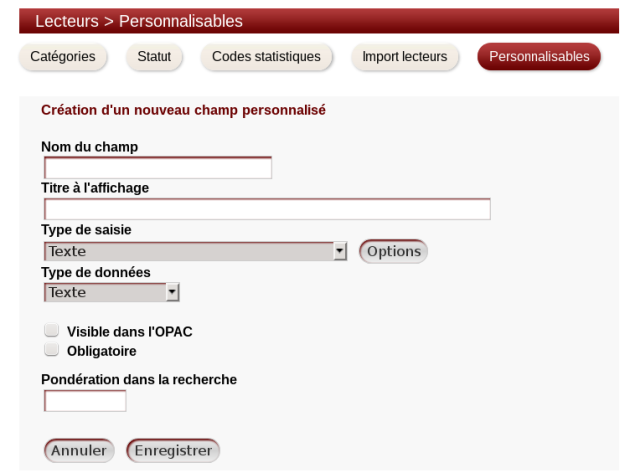 Lecteurs > Personnalisables
Catégories Statut Codes statistiques Import lecteurs Personnalisables
Création d'un nouveau champ personnalisé
Nom du champ
Titre à l'affichage
Type de saisie
Texte Options
Type de données
Texte
Visible dans l'OPAC
Obligatoire
Pondération dans la recherche
Annuler Enregistrer